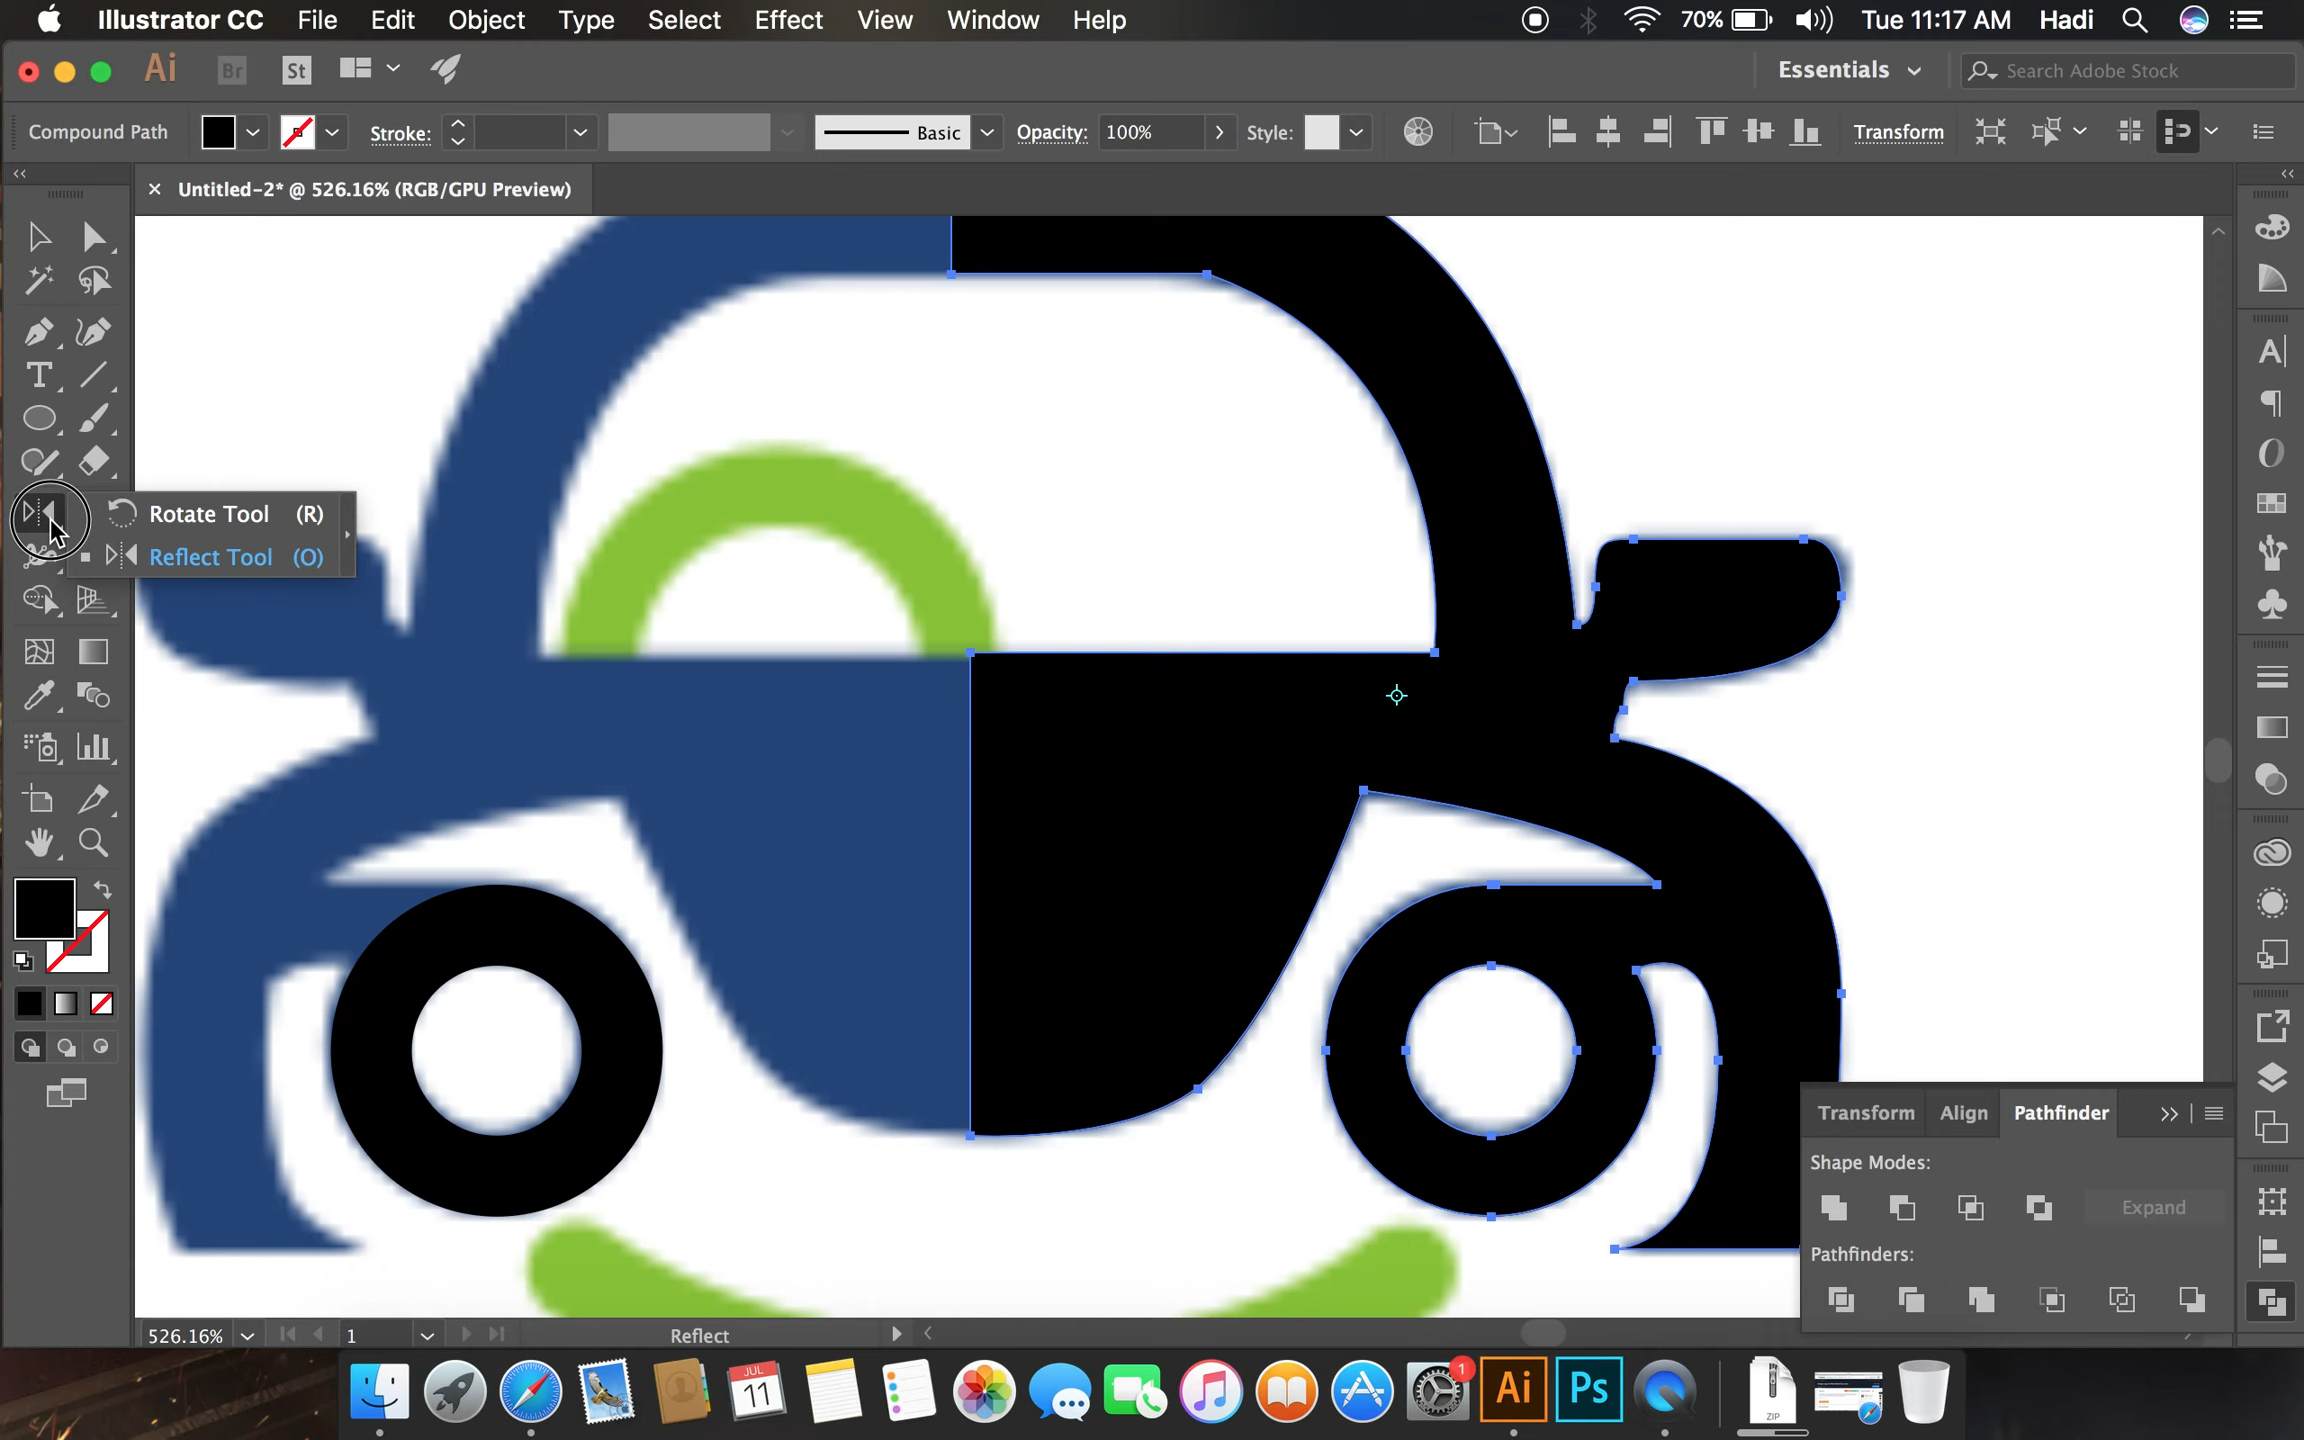 Illustrator CC File Edit Object Type Select Effect View Window Help 70% Tue 11:17 AM Hadi
Ai Br St Essentials Search Adobe Stock
Compound Path Stroke: Basic Opacity: 100% Style: Transform
× Untitled-2* @ 526.16% (RGB/GPU Preview)
Rotate Tool (R)
Reflect Tool (O)
Transform Align Pathfinder
Shape Modes:
Expand
Pathfinders:
526.16% 1 Reflect
JUL
11
1
Ai
Ps
ZIP